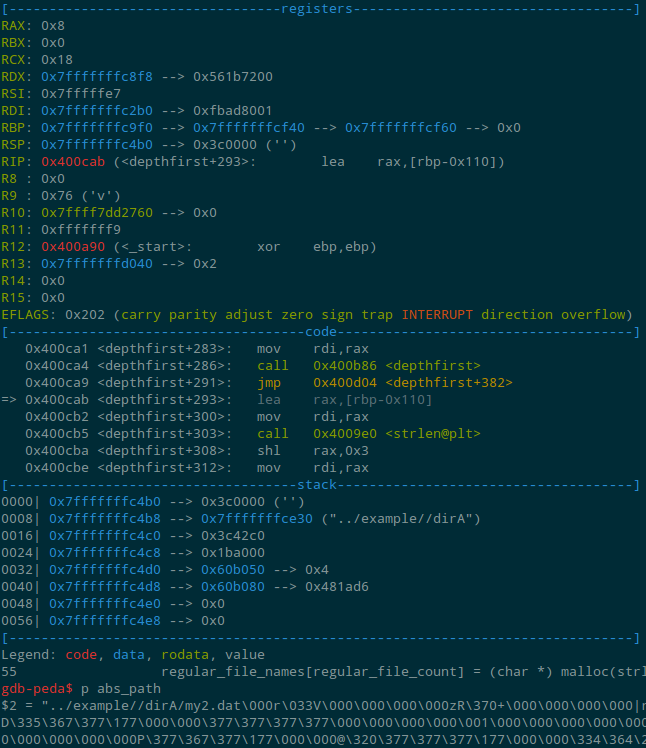 [----------------------------------registers-----------------------------------]
RAX: 0x8
RBX: 0x0
RCX: 0x18
RDX: 0x7fffffffc8f8 --> 0x561b7200
RSI: 0x7fffffe7
RDI: 0x7fffffffc2b0 --> 0xfbad8001
RBP: 0x7fffffffc9f0 --> 0x7fffffffcf40 --> 0x7fffffffcf60 --> 0x0
RSP: 0x7fffffffc4b0 --> 0x3c0000 ('')
RIP: 0x400cab (<depthfirst+293>: lea rax,[rbp-0x110])
R8 : 0x0
R9 : 0x76 ('v')
R10: 0x7ffff7dd2760 --> 0x0
R11: 0xfffffff9
R12: 0x400a90 (<_start>: xor ebp,ebp)
R13: 0x7fffffffd040 --> 0x2
R14: 0x0
R15: 0x0
EFLAGS: 0x202 (carry parity adjust zero sign trap INTERRUPT direction overflow)
[-------------------------------------code-------------------------------------]
0x400ca1 <depthfirst+283>: mov rdi,rax
0x400ca4 <depthfirst+286>: call 0x400b86 <depthfirst>
0x400ca9 <depthfirst+291>: jmp 0x400d04 <depthfirst+382>
=> 0x400cab <depthfirst+293>: lea rax,[rbp-0x110]
0x400cb2 <depthfirst+300>: mov rdi,rax
0x400cb5 <depthfirst+303>: call 0x4009e0 <strlen@plt>
0x400cba <depthfirst+308>: shl rax,0x3
0x400cbe <depthfirst+312>: mov rdi,rax
[------------------------------------stack-------------------------------------]
0000| 0x7fffffffc4b0 --> 0x3c0000 ('')
0008| 0x7fffffffc4b8 --> 0x7fffffffce30 ("../example//dirA")
0016| 0x7fffffffc4c0 --> 0x3c42c0
0024| 0x7fffffffc4c8 --> 0x1ba000
0032| 0x7fffffffc4d0 --> 0x60b050 --> 0x4
0040| 0x7fffffffc4d8 --> 0x60b080 --> 0x481ad6
0048| 0x7fffffffc4e0 --> 0x0
0056| 0x7fffffffc4e8 --> 0x0
[------------------------------------------------------------------------------]
Legend: code, data, rodata, value
55 regular_file_names[regular_file_count] = (char *) malloc(strl
gdb-peda$ p abs_path
$2 = "../example//dirA/my2.dat\000r\033V\000\000\000\000zR\370+\000\000\000\000|r
D\335\367\377\177\000\000\377\377\377\377\000\000\000\000\001\000\000\000\000\00
0\000\000\000\000P\377\367\377\177\000\000@\320\377\377\377\177\000\000\334\364\2